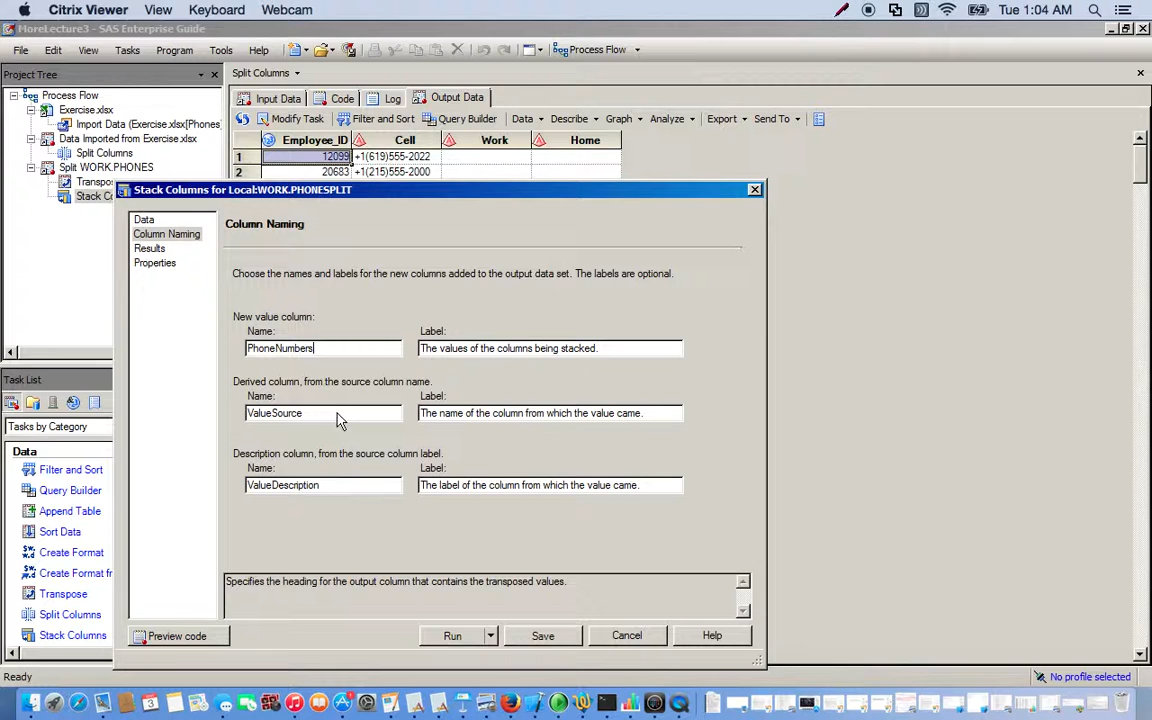 Citrix Viewer View Keyboard Webcam Tue 1:04 AM
MoreLecture3 - SAS Enterprise Guide
File Edit View Tasks Program Tools Help Process Flow
Project Tree
Split Columns
Process Flow
Exercise.xlsx
Import Data (Exercise.xlsx[Phones
Data Imported from Exercise.xlsx
Split Columns
Split WORK.PHONES
Transpo
Stack C
Input Data Code Log Output Data
Modify Task Filter and Sort Query Builder Data Describe Graph Analyze Export Send To
Employee_ID Cell Work Home
1 12099 +1(619)555-2022
2 20683 +1(215)555-2000
Stack Columns for Local:WORK.PHONESPLIT
Data
Column Naming
Results
Properties
Column Naming
Choose the names and labels for the new columns added to the output data set. The labels are optional.
New value column:
Name: Label:
PhoneNumbers The values of the columns being stacked.
Derived column, from the source column name.
Name: Label:
ValueSource The name of the column from which the value came.
Description column, from the source column label.
Name: Label:
ValueDescription The label of the column from which the value came.
Specifies the heading for the output column that contains the transposed values.
Preview code Run Save Cancel Help
Task List
Tasks by Category
Data
Filter and Sort
Query Builder
Append Table
Sort Data
Create Format
Create Format fr
Transpose
Split Columns
Stack Columns
Ready No profile selected